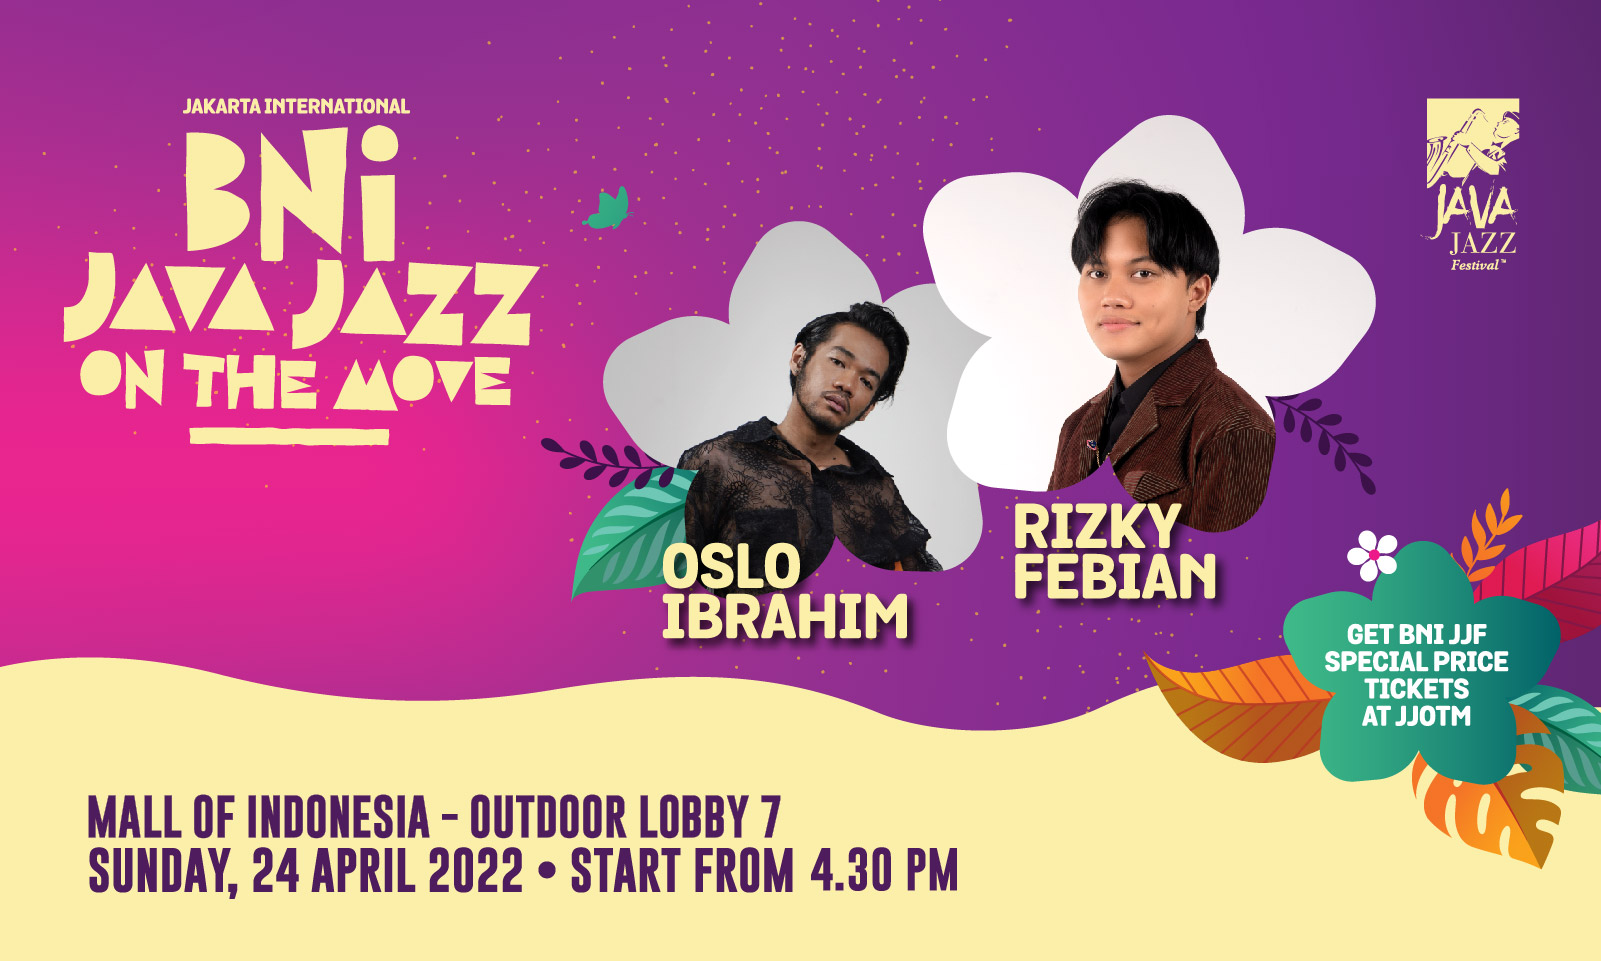 JAKARTA INTERNATIONAL
BNi
JAVA JAZZ
ON THE MOVE
JAVA
JAZZ
Festival™
OSLO
IBRAHIM
RIZKY
FEBIAN
GET BNI JJF
SPECIAL PRICE
TICKETS
AT JJOTM
MALL OF INDONESIA - OUTDOOR LOBBY 7
SUNDAY, 24 APRIL 2022 • START FROM 4.30 PM